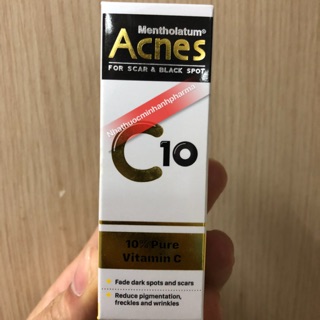 Mentholatum®
Acnes
FOR SCAR & BLACK SPOT
Nhathuocminhanhpharma
C10
10% Pure
Vitamin C
Fade dark spots and scars
Reduce pigmentation,
freckles and wrinkles